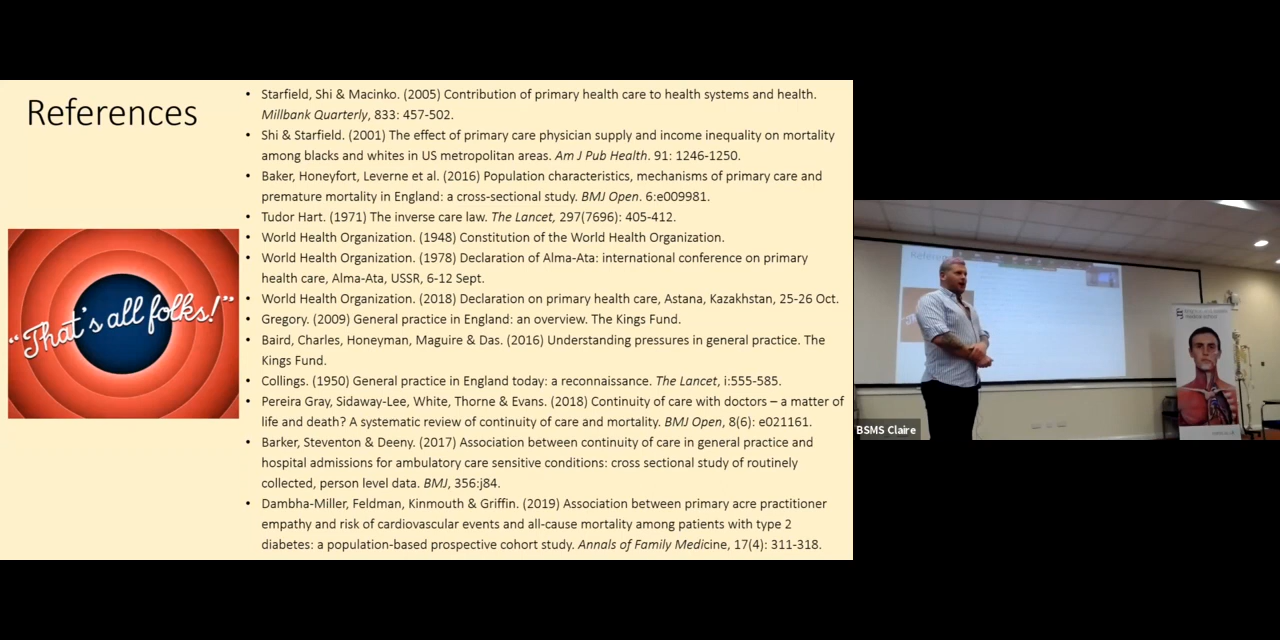 References
• Starfield, Shi & Macinko. (2005) Contribution of primary health care to health systems and health.
Millbank Quarterly, 833: 457-502.
• Shi & Starfield. (2001) The effect of primary care physician supply and income inequality on mortality
among blacks and whites in US metropolitan areas. Am J Pub Health. 91: 1246-1250.
• Baker, Honeyfort, Leverne et al. (2016) Population characteristics, mechanisms of primary care and
premature mortality in England: a cross-sectional study. BMJ Open. 6:e009981.
• Tudor Hart. (1971) The inverse care law. The Lancet, 297(7696): 405-412.
• World Health Organization. (1948) Constitution of the World Health Organization.
• World Health Organization. (1978) Declaration of Alma-Ata: international conference on primary
health care, Alma-Ata, USSR, 6-12 Sept.
• World Health Organization. (2018) Declaration on primary health care, Astana, Kazakhstan, 25-26 Oct.
• Gregory. (2009) General practice in England: an overview. The Kings Fund.
• Baird, Charles, Honeyman, Maguire & Das. (2016) Understanding pressures in general practice. The
Kings Fund.
• Collings. (1950) General practice in England today: a reconnaissance. The Lancet, i:555-585.
• Pereira Gray, Sidaway-Lee, White, Thorne & Evans. (2018) Continuity of care with doctors – a matter of
life and death? A systematic review of continuity of care and mortality. BMJ Open, 8(6): e021161.
• Barker, Steventon & Deeny. (2017) Association between continuity of care in general practice and
hospital admissions for ambulatory care sensitive conditions: cross sectional study of routinely
collected, person level data. BMJ, 356:j84.
• Dambha-Miller, Feldman, Kinmouth & Griffin. (2019) Association between primary acre practitioner
empathy and risk of cardiovascular events and all-cause mortality among patients with type 2
diabetes: a population-based prospective cohort study. Annals of Family Medicine, 17(4): 311-318.
"That's all folks!"
BSMS Claire